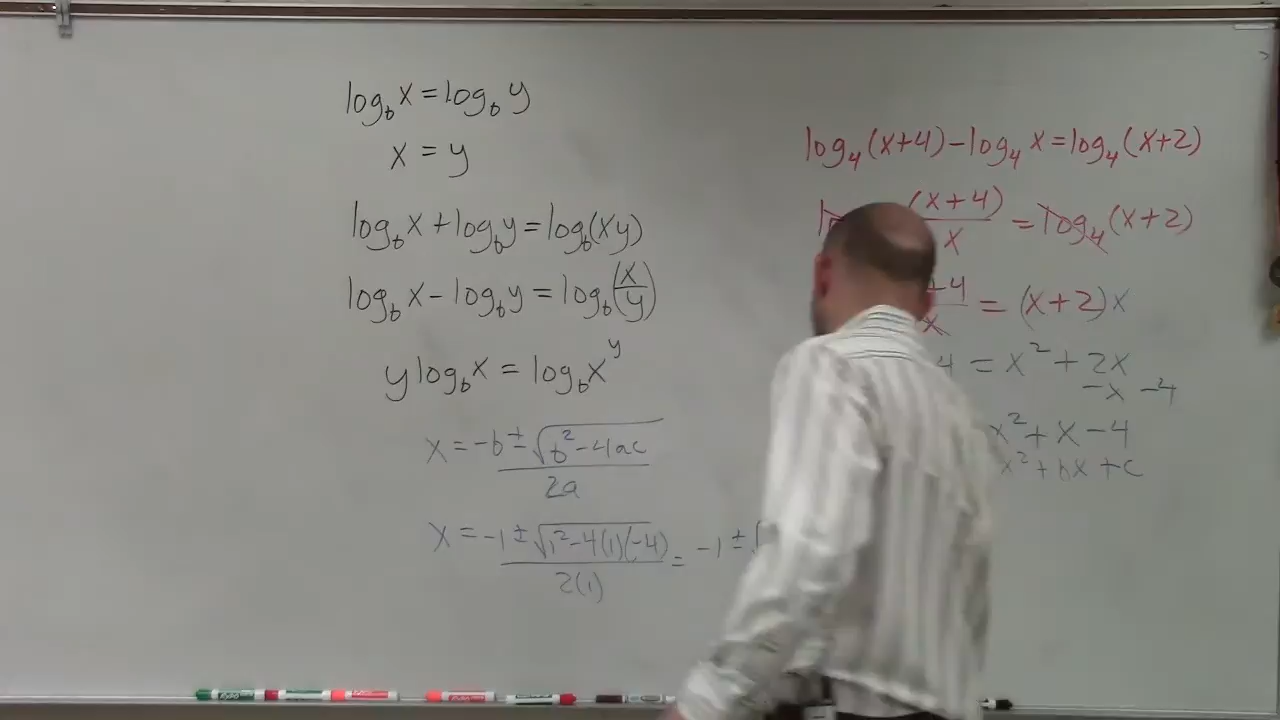 log_b x = log_b y
x = y
log_b x + log_b y = log_b(xy)
log_b x - log_b y = log_b(x/y)
y log_b x = log_b x^y
x = -b ± √(b² - 4ac) / 2a
x = -1 ± √(1² - 4(1)(-4)) / 2(1) = -1 ± √
log_4 (x+4) - log_4 x = log_4 (x+2)
(x+4)/x = log_4 (x+2)
+4/x = (x+2)x
4 = x² + 2x
-x -4
x² + x - 4
x² + bx + c